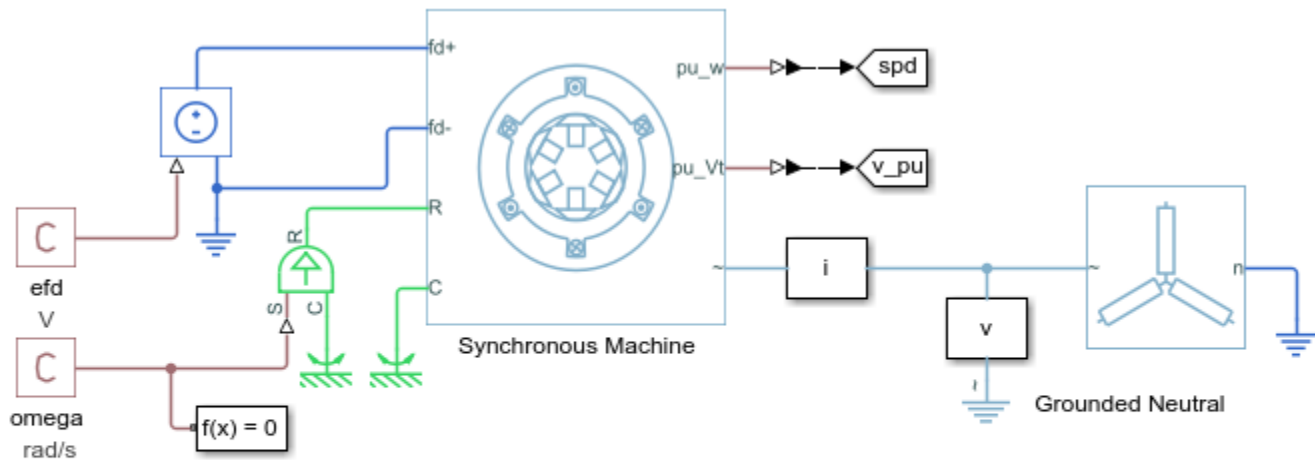 fd+
pu_w
spd
fd-
pu_Vt
v_pu
R
R
C
efd
V
~
i
~
n
S
C
C
v
Synchronous Machine
C
~
omega
rad/s
f(x) = 0
Grounded Neutral